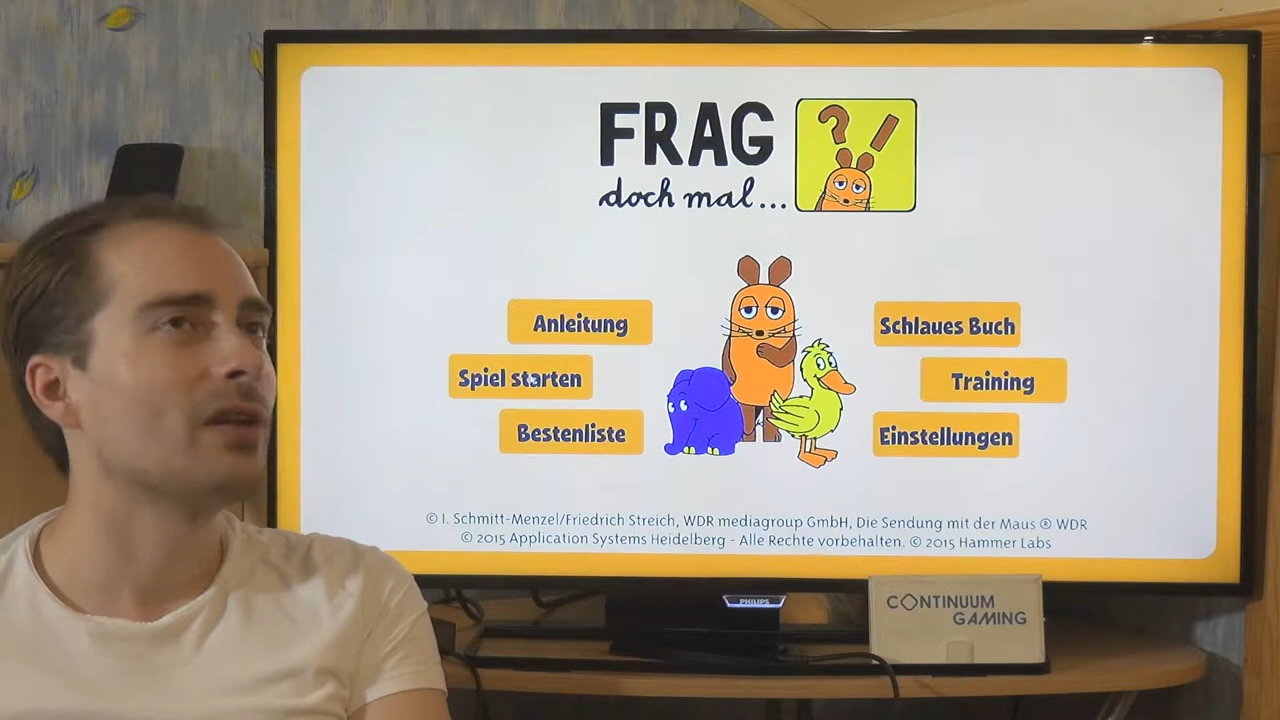 FRAG
doch mal...
? !
Anleitung
Schlaues Buch
Spiel starten
Training
Bestenliste
Einstellungen
© I. Schmitt-Menzel/Friedrich Streich, WDR mediagroup GmbH, Die Sendung mit der Maus ® WDR
© 2015 Application Systems Heidelberg - Alle Rechte vorbehalten. © 2015 Hammer Labs
PHILIPS
CONTINUUM
GAMING